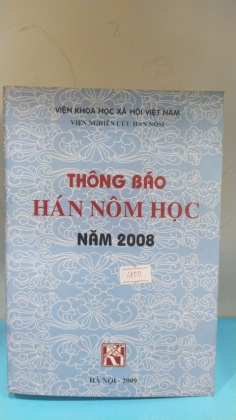 VIỆN KHOA HỌC XÃ HỘI VIỆT NAM
VIỆN NGHIÊN CỨU HÁN NÔM
THÔNG BÁO
HÁN NÔM HỌC
NĂM 2008
HÀ NỘI - 2009